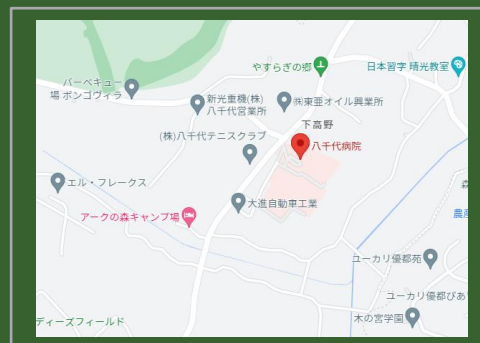 やすらぎの郷
日本習字 晴光教室
バーベキュー
場 ボンゴヴィラ
新光重機(株)
八千代営業所
㈲東亜オイル興業所
下高野
(株)八千代テニスクラブ
八千代病院
エル・フレークス
大進自動車工業
アークの森キャンプ場
ユーカリ優都苑
ユーカリ優都ぴあ
ディーズフィールド
木の宮学園